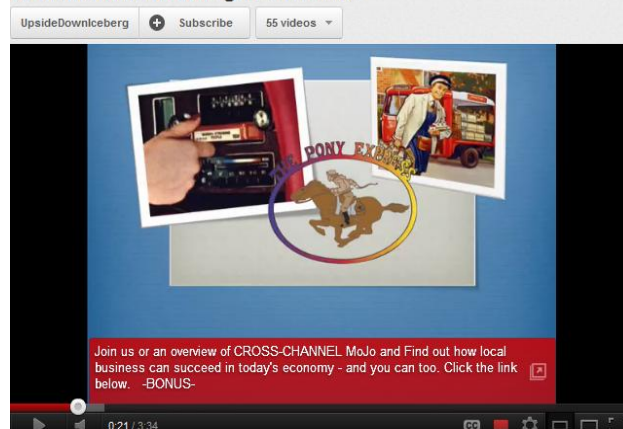 UpsideDownIceberg
Subscribe
55 videos
THE PONY EXPRESS
Join us or an overview of CROSS-CHANNEL MoJo and Find out how local
business can succeed in today's economy - and you can too. Click the link
below. -BONUS-
0:21 / 3:34
CC